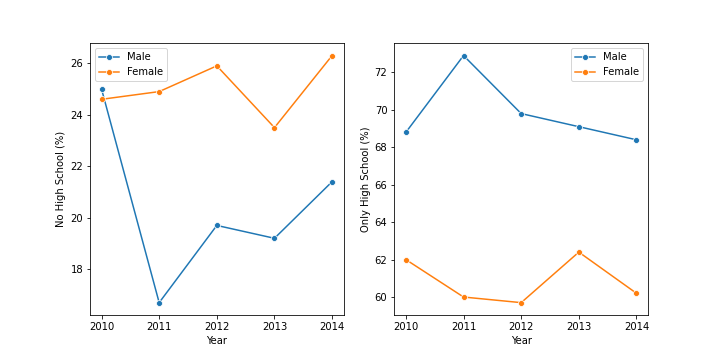 Male
Female
No High School (%)
26
24
22
20
18
2010 2011 2012 2013 2014
Year
Male
Female
Only High School (%)
72
70
68
66
64
62
60
2010 2011 2012 2013 2014
Year